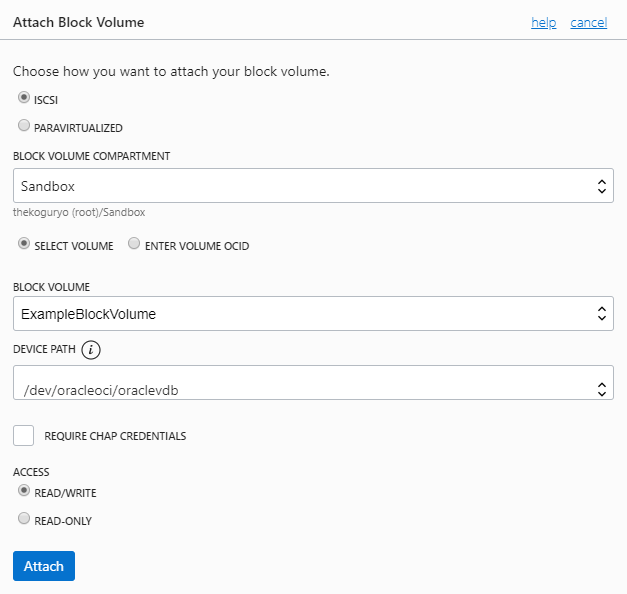 Attach Block Volume help cancel
Choose how you want to attach your block volume.
ISCSI
PARAVIRTUALIZED
BLOCK VOLUME COMPARTMENT
Sandbox
thekoguryo (root)/Sandbox
SELECT VOLUME ENTER VOLUME OCID
BLOCK VOLUME
ExampleBlockVolume
DEVICE PATH i
/dev/oracleoci/oraclevdb
REQUIRE CHAP CREDENTIALS
ACCESS
READ/WRITE
READ-ONLY
Attach